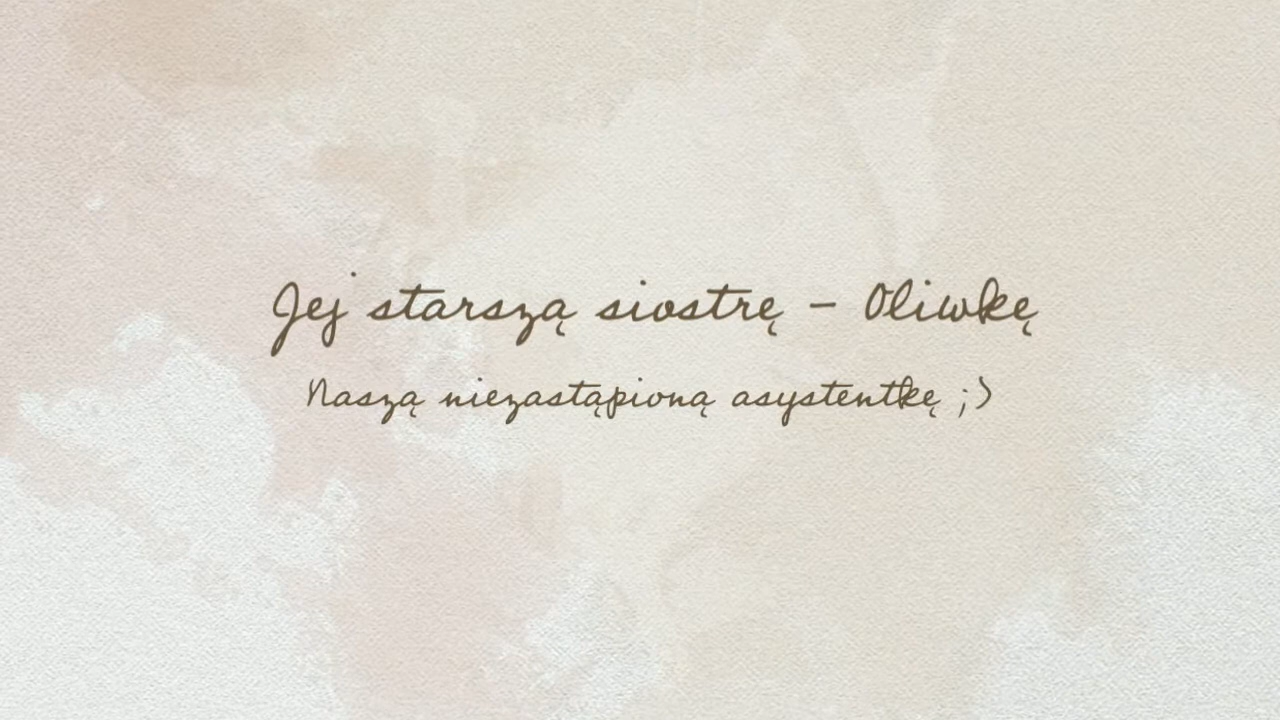 Jej starszą siostrę - Oliwkę
Naszą niezastąpioną asystentkę ;)